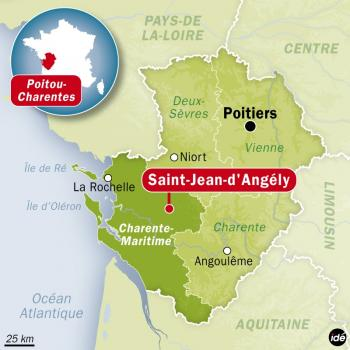 PAYS-DE-
LA-LOIRE
CENTRE
Poitou-
Charentes
Deux-
Sèvres
Poitiers
Vienne
Niort
Île de Ré
La Rochelle
Saint-Jean-d'Angély
Île d'Oléron
Charente-
Maritime
Charente
Angoulême
LIMOUSIN
Océan
Atlantique
AQUITAINE
25 km
idé